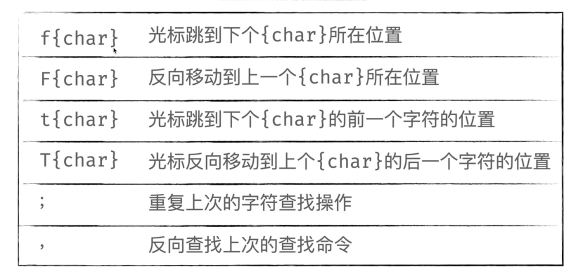 f{char} 光标跳到下个{char}所在位置
F{char} 反向移动到上一个{char}所在位置
t{char} 光标跳到下个{char}的前一个字符的位置
T{char} 光标反向移动到上个{char}的后一个字符的位置
; 重复上次的字符查找操作
, 反向查找上次的查找命令